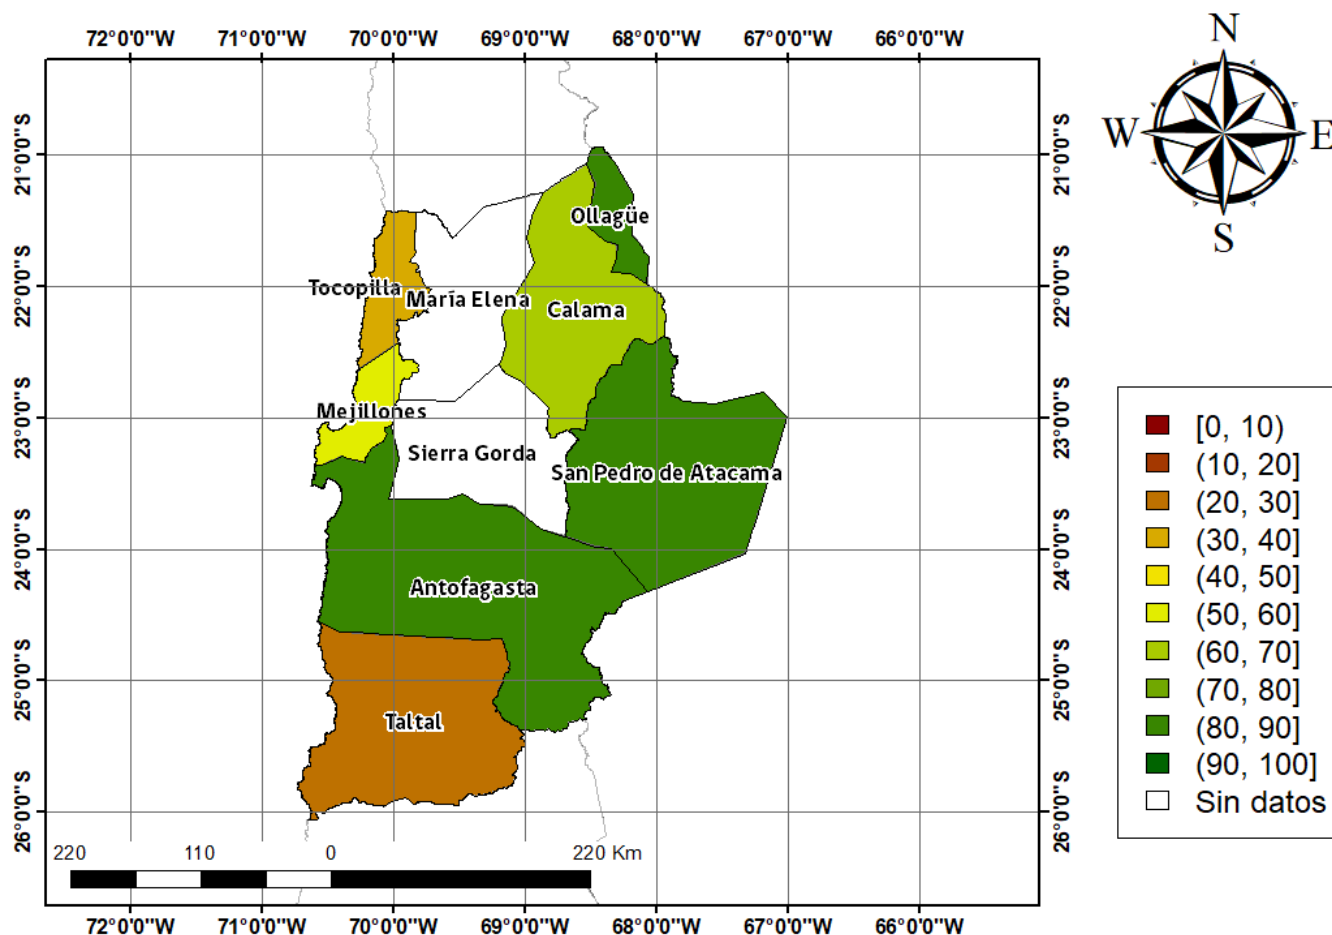 72°0'0"W 71°0'0"W 70°0'0"W 69°0'0"W 68°0'0"W 67°0'0"W 66°0'0"W
N
W E
S
21°0'0"S 21°0'0"S
Ollagüe
Tocopilla
22°0'0"S 22°0'0"S
María Elena
Calama
Mejillones
23°0'0"S 23°0'0"S
Sierra Gorda
San Pedro de Atacama
24°0'0"S 24°0'0"S
Antofagasta
25°0'0"S 25°0'0"S
Taltal
26°0'0"S 26°0'0"S
220 110 0 220 Km
72°0'0"W 71°0'0"W 70°0'0"W 69°0'0"W 68°0'0"W 67°0'0"W 66°0'0"W
[0, 10)
(10, 20]
(20, 30]
(30, 40]
(40, 50]
(50, 60]
(60, 70]
(70, 80]
(80, 90]
(90, 100]
Sin datos